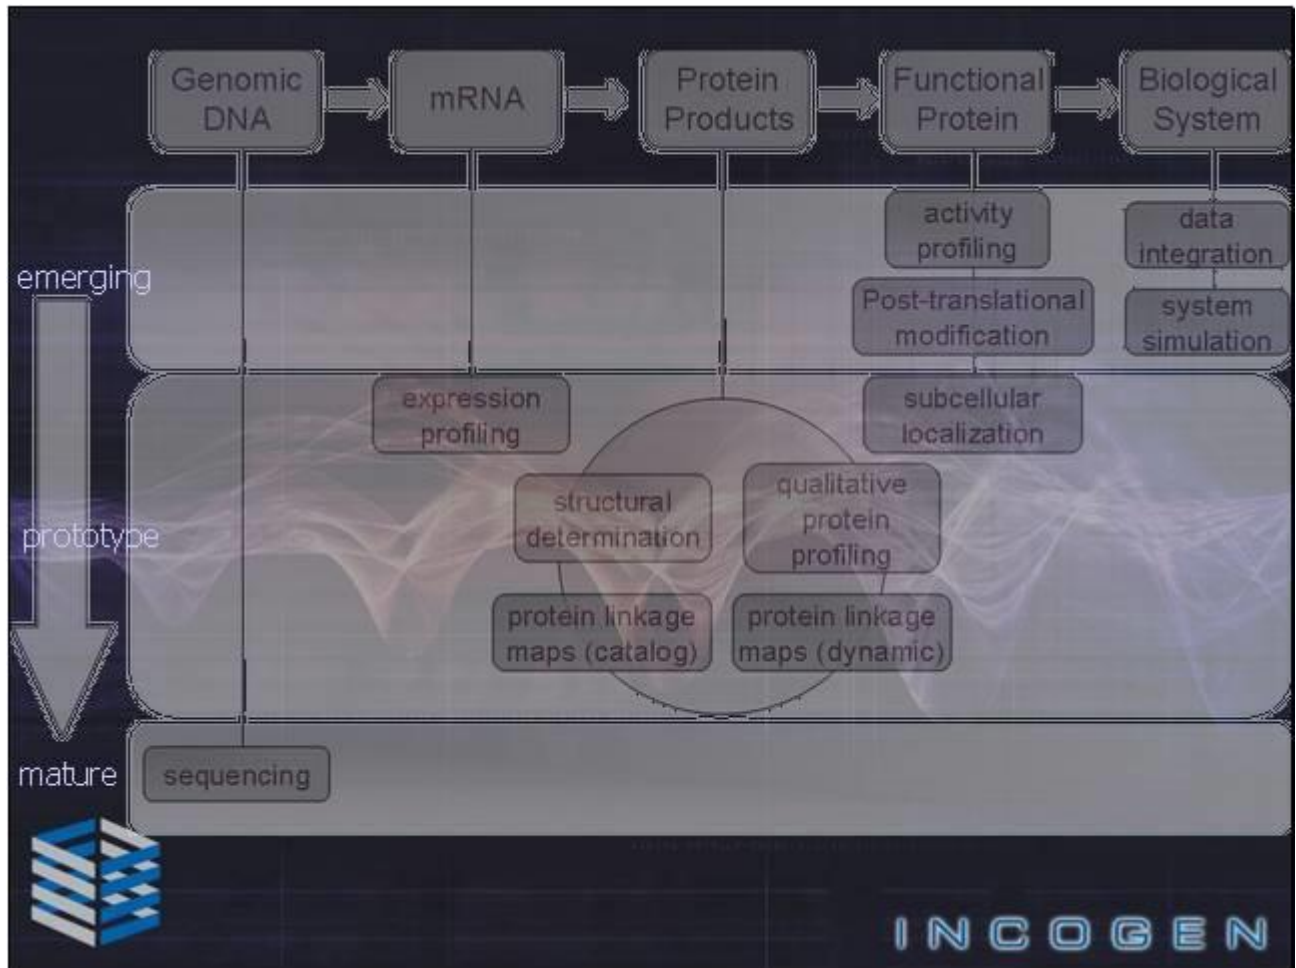 Genomic
DNA
mRNA
Protein
Products
Functional
Protein
Biological
System
emerging
activity
profiling
data
integration
Post-translational
modification
system
simulation
expression
profiling
subcellular
localization
prototype
structural
determination
qualitative
protein
profiling
protein linkage
maps (catalog)
protein linkage
maps (dynamic)
mature
sequencing
INCOGEN